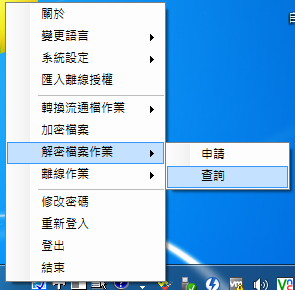 關於
變更語言
系統設定
匯入離線授權
轉換流通檔作業
加密檔案
解密檔案作業
申請
查詢
離線作業
修改密碼
重新登入
登出
結束